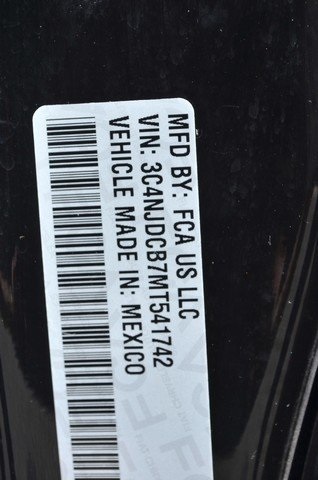 MFD BY: FCA US LLC
VIN: 3C4NJDCB7MT541742
VEHICLE MADE IN: MEXICO